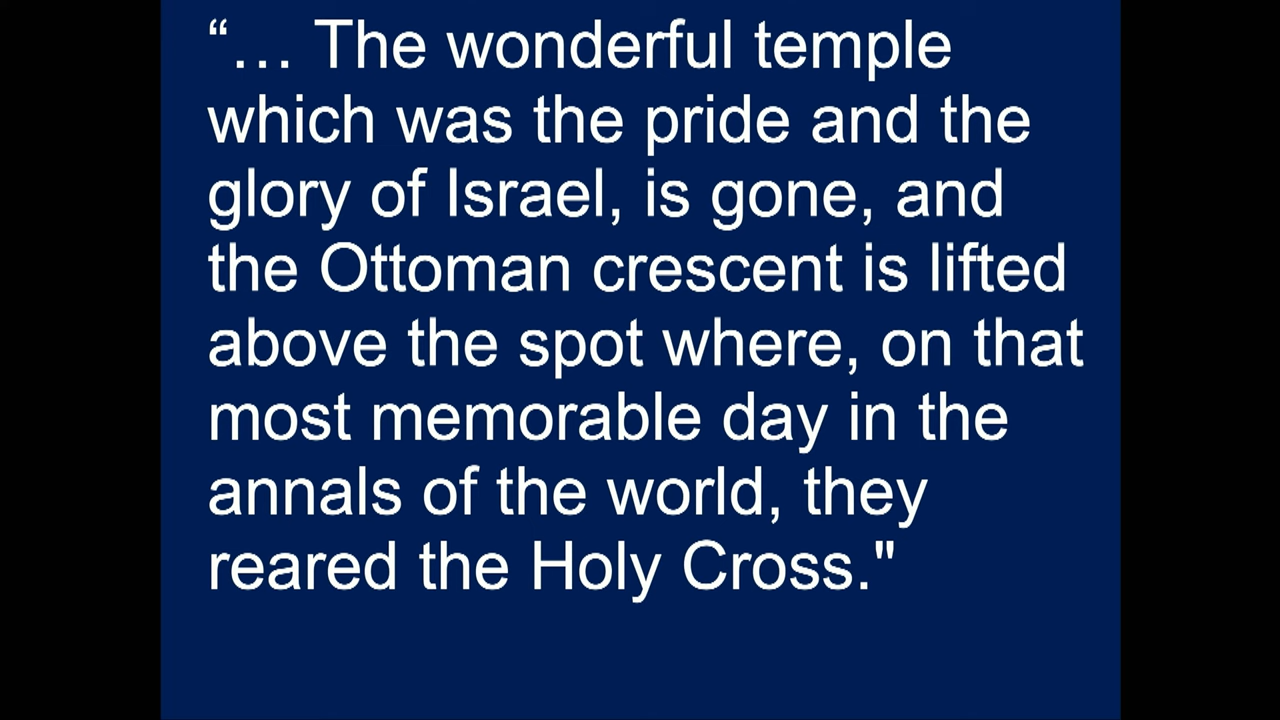 “… The wonderful temple
which was the pride and the
glory of Israel, is gone, and
the Ottoman crescent is lifted
above the spot where, on that
most memorable day in the
annals of the world, they
reared the Holy Cross."